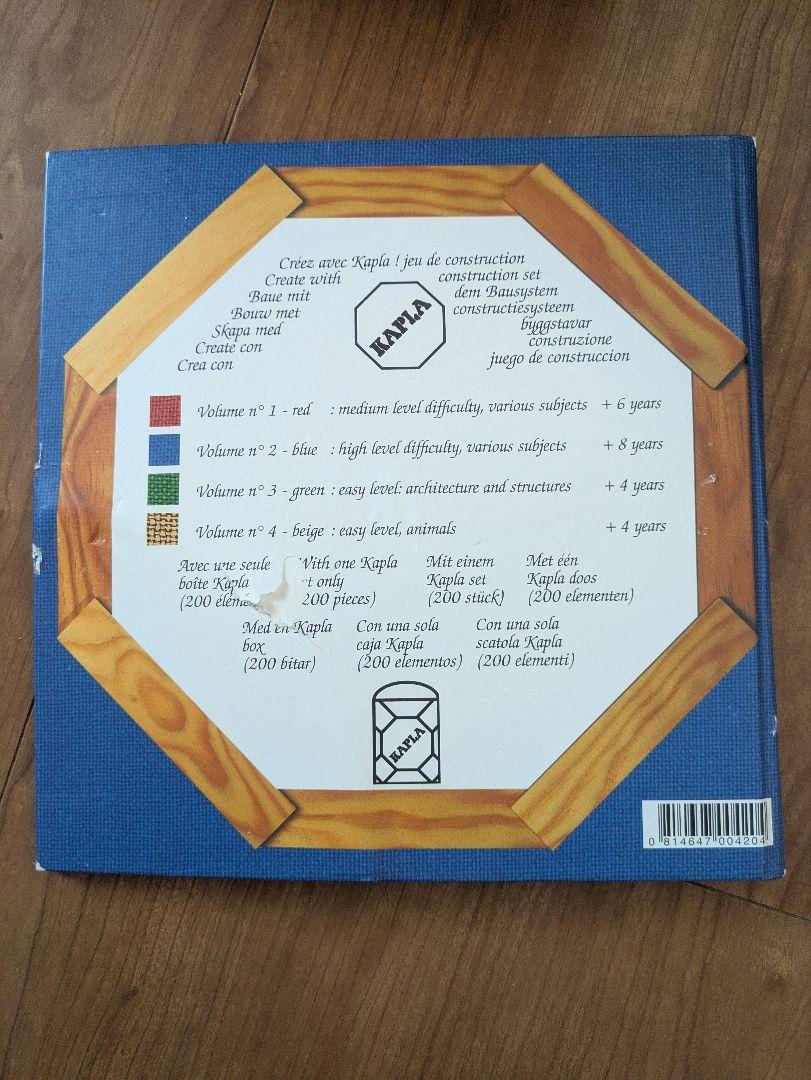 Créez avec Kapla ! jeu de construction
Create with construction set
Baue mit dem Bausystem
Bouw met constructiesysteem
Skapa med byggstavar
Create con construzione
Crea con juego de construccion
KAPLA
Volume n° 1 - red : medium level difficulty, various subjects + 6 years
Volume n° 2 - blue : high level difficulty, various subjects + 8 years
Volume n° 3 - green : easy level: architecture and structures + 4 years
Volume n° 4 - beige : easy level, animals + 4 years
Avec une seule
boîte Kapla
(200
With one Kapla
only
200 pieces)
Mit einem
Kapla set
(200 stück)
Met één
Kapla doos
(200 elementen)
Med en Kapla
box
(200 bitar)
Con una sola
caja Kapla
(200 elementos)
Con una sola
scatola Kapla
(200 elementi)
KAPLA
0 814647 004204